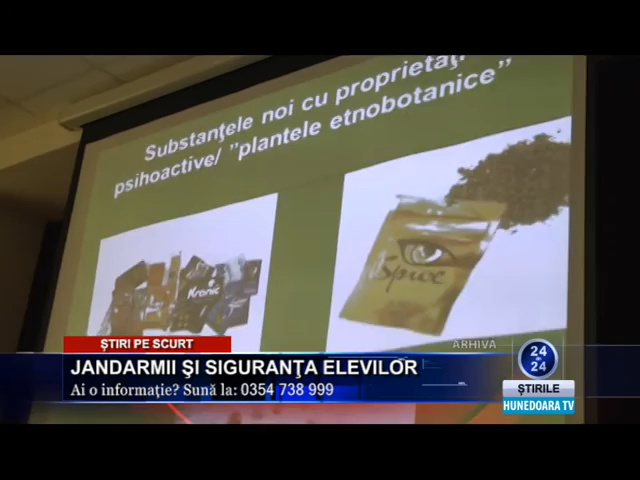 Substanţele noi cu proprietăţi
psihoactive/ ”plantele etnobotanice”
Kronic
Spice
ŞTIRI PE SCURT
ARHIVA
JANDARMII ŞI SIGURANŢA ELEVILOR
Ai o informaţie? Sună la: 0354 738 999
24
24
ŞTIRILE
HUNEDOARA TV